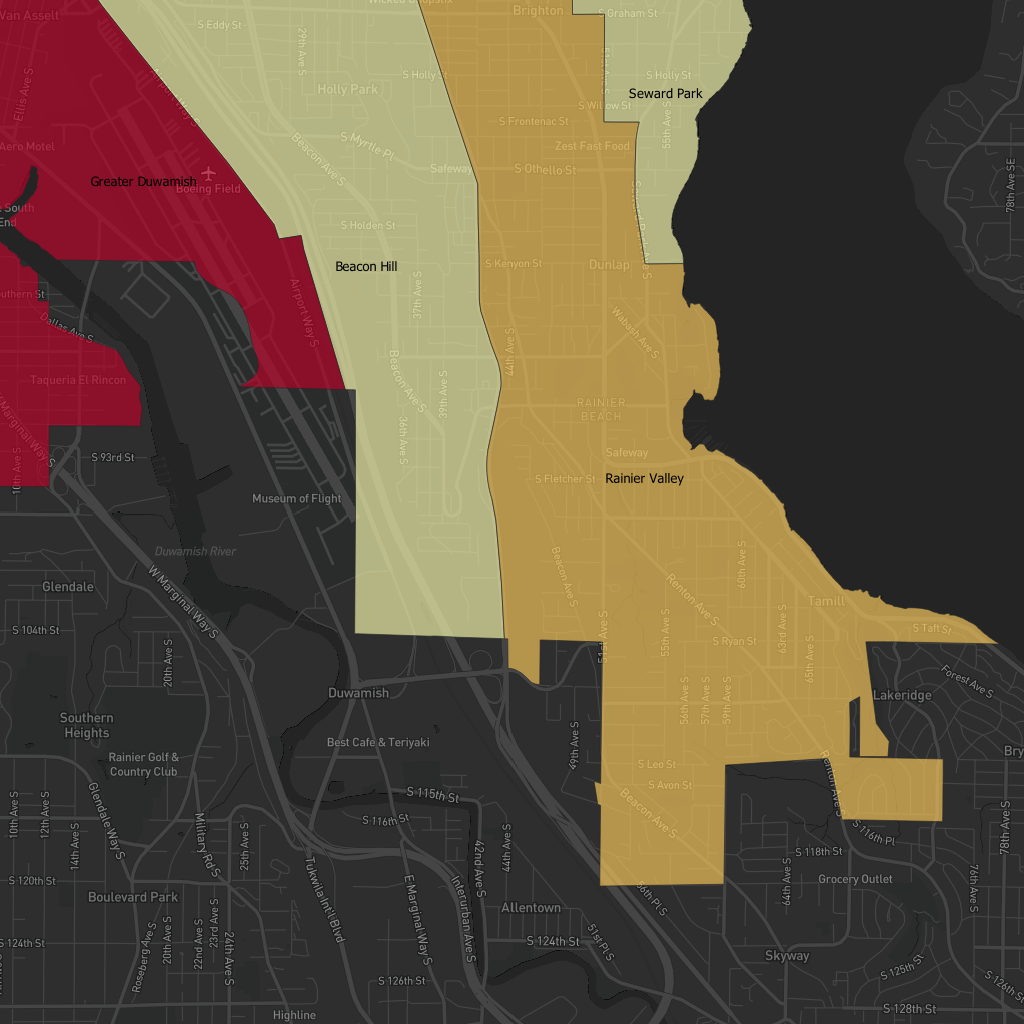 Wicked Chopstix
Van Asselt
Brighton
S Graham St
S Eddy St
29th Ave S
S Holly St
S Holly St
Ellis Ave S
Airport Way S
Holly Park
Seward Park
S Willow St
S Frontenac St
55th Ave S
Beacon Ave S
S Myrtle Pl
Aero Motel
Zest Fast Food
Safeway
S Othello St
Greater Duwamish
Boeing Field
78th Ave SE
South
End
S Holden St
Beacon Hill
S Kenyon St
Dunlap
37th Ave S
Dallas Ave S
Airport Way S
Wabash Ave S
44th Ave S
Taqueria El Rincon
Beacon Ave S
39th Ave S
RAINIER
BEACH
36th Ave S
W Marginal Way S
S 93rd St
10th Ave S
Safeway
S Fletcher St
Rainier Valley
Museum of Flight
Duwamish River
Glendale
W Marginal Way S
Beacon Ave S
60th Ave S
Renton Ave S
Tamill
S 104th St
20th Ave S
51st Ave S
55th Ave S
S Ryan St
63rd Ave S
65th Ave S
S Taft St
Forest Ave S
Duwamish
56th Ave S
57th Ave S
59th Ave S
Lakeridge
Southern
Heights
Best Cafe & Teriyaki
49th Ave S
Bry
Rainier Golf &
Country Club
S Leo St
Renton Ave S
S Avon St
10th Ave S
12th Ave S
14th Ave S
Glendale Way S
S 115th St
S 116th St
Beacon Ave S
S 116th Pl
78th Ave S
Military Rd S
25th Ave S
44th Ave S
42nd Ave S
S 118th St
64th Ave S
S 120th St
Grocery Outlet
76th Ave S
Boulevard Park
Tukwila Int'l Blvd
E Marginal Way S
Interurban Ave S
56th Pl S
Allentown
S 124th St
Roseberg Ave S
20th Ave S
22nd Ave S
23rd Ave S
24th Ave S
S 124th St
51st Pl S
Skyway
S 125th St
S 126th St
S 126th St
Highline
S 128th St